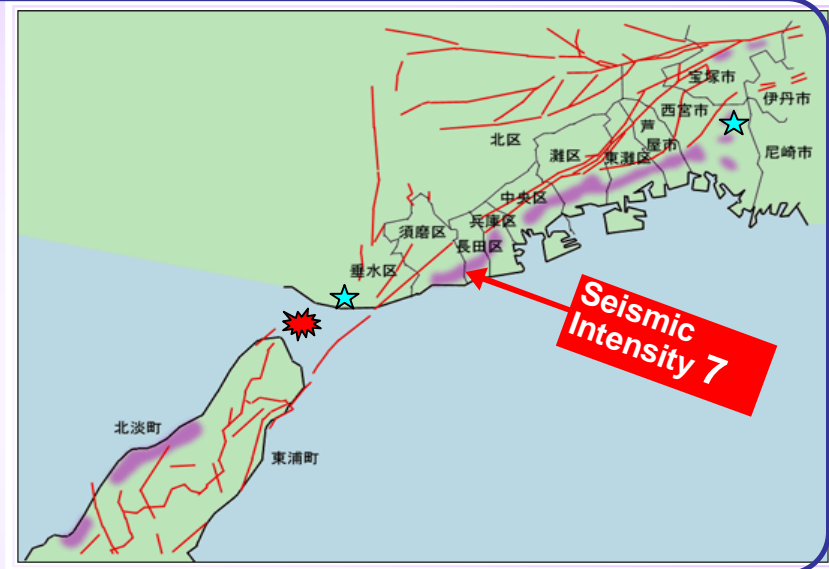 宝塚市
伊丹市
西宮市
芦
屋市
尼崎市
北区
灘区
東灘区
中央区
兵庫区
須磨区
長田区
垂水区
Seismic
Intensity 7
北淡町
東浦町